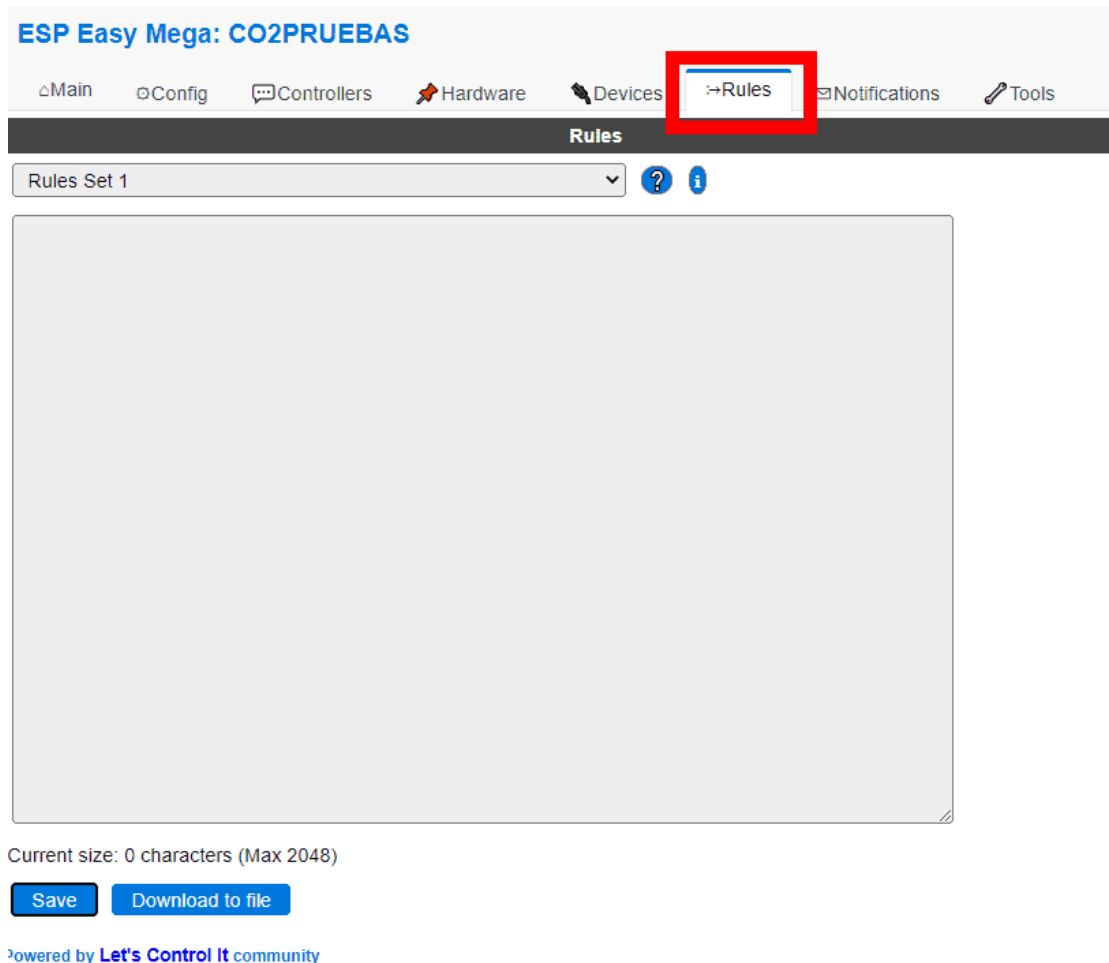 ESP Easy Mega: CO2PRUEBAS
Main Config Controllers Hardware Devices Rules Notifications Tools
Rules
Rules Set 1 ? i
Current size: 0 characters (Max 2048)
Save Download to file
Powered by Let's Control It community